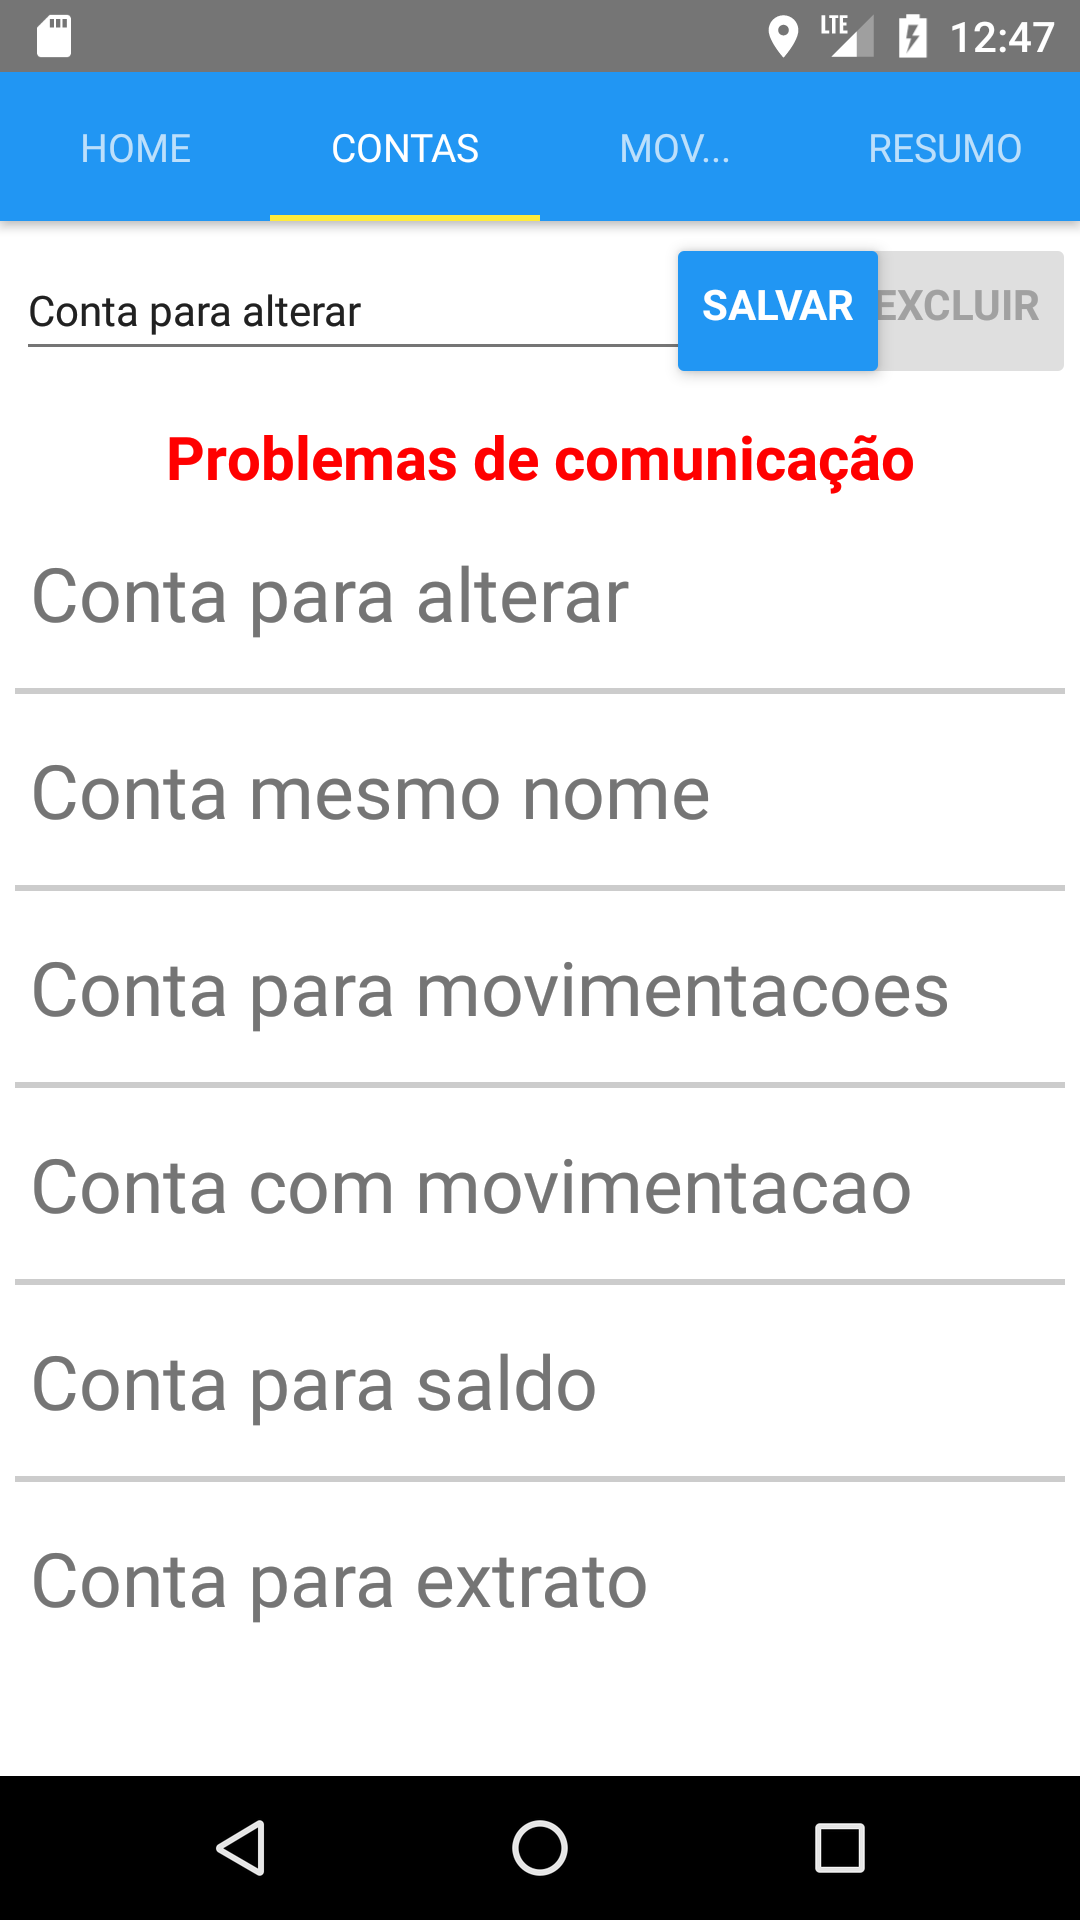 LTE 12:47
HOME CONTAS MOV... RESUMO
Conta para alterar SALVAR EXCLUIR
Problemas de comunicação
Conta para alterar
Conta mesmo nome
Conta para movimentacoes
Conta com movimentacao
Conta para saldo
Conta para extrato